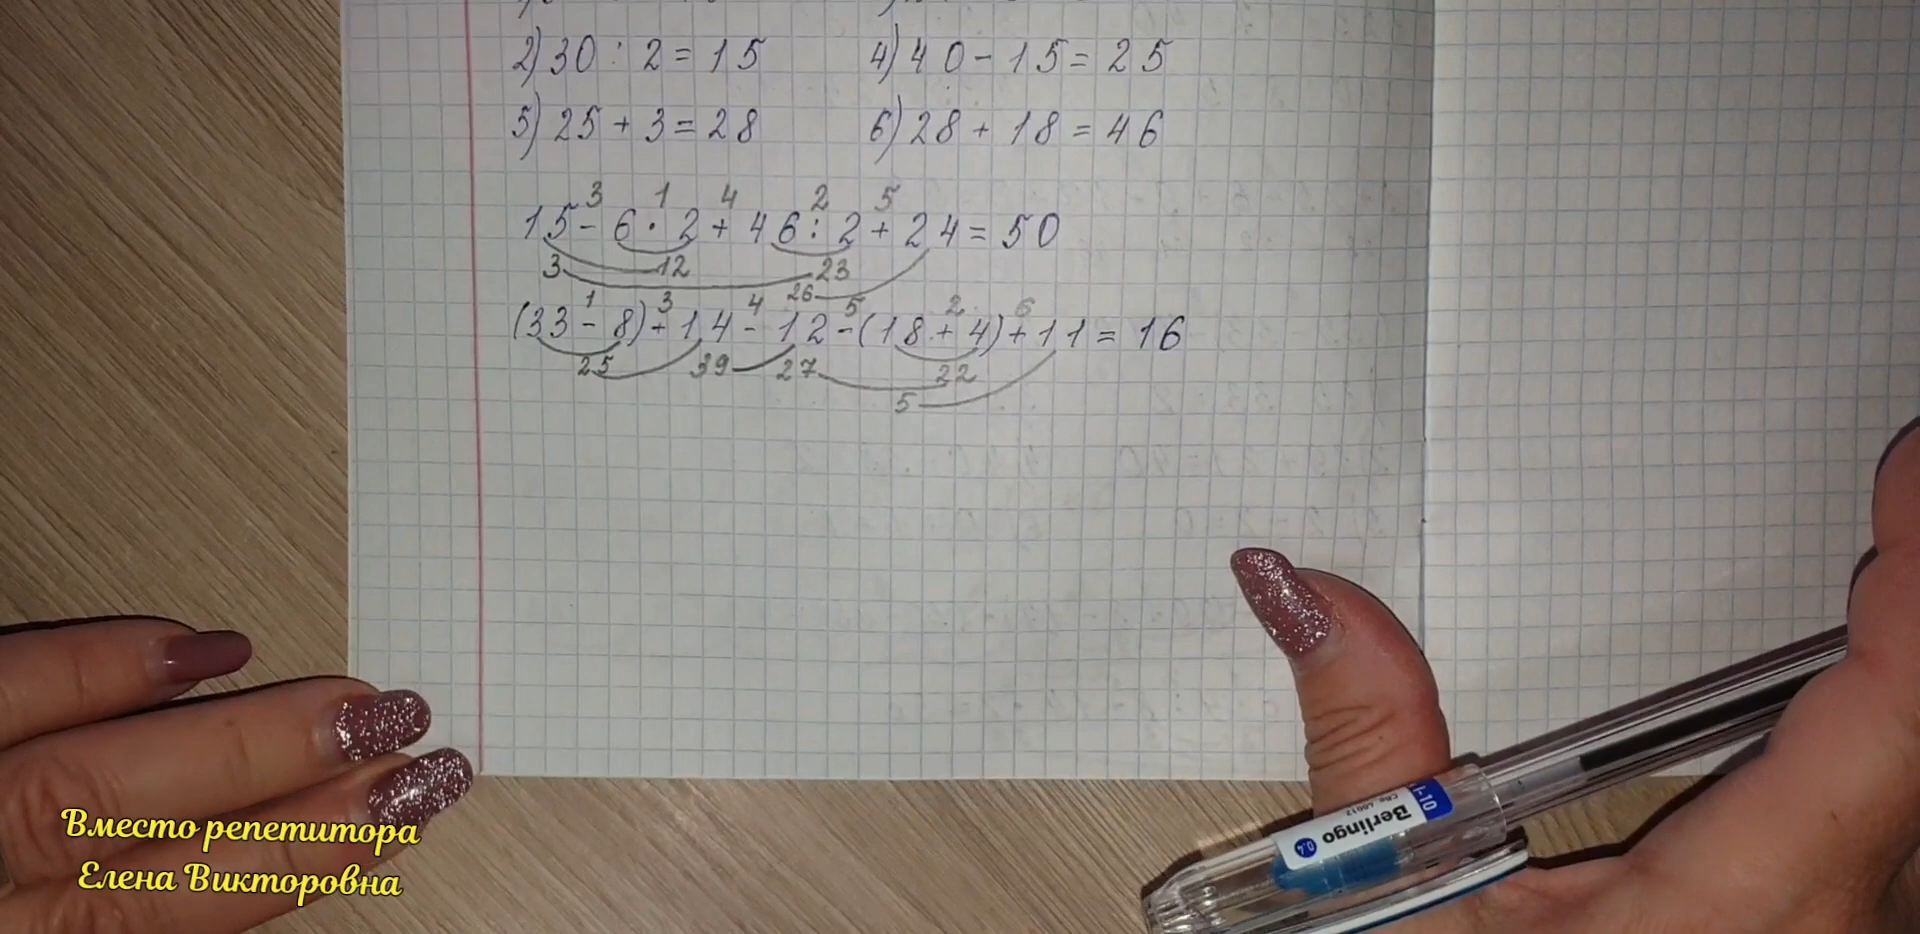 2) 30 : 2 = 15 4) 40 - 15 = 25
5) 25 + 3 = 28 6) 28 + 18 = 46
3 1 4 2 5
15 - 6 · 2 + 46 : 2 + 24 = 50
3 12 23
26
1 3 4 5 2 6
(33 - 8) + 14 - 12 - (18 + 4) + 11 = 16
25 39 27 22
5
Berlingo
0.4
Вместо репетитора
Елена Викторовна